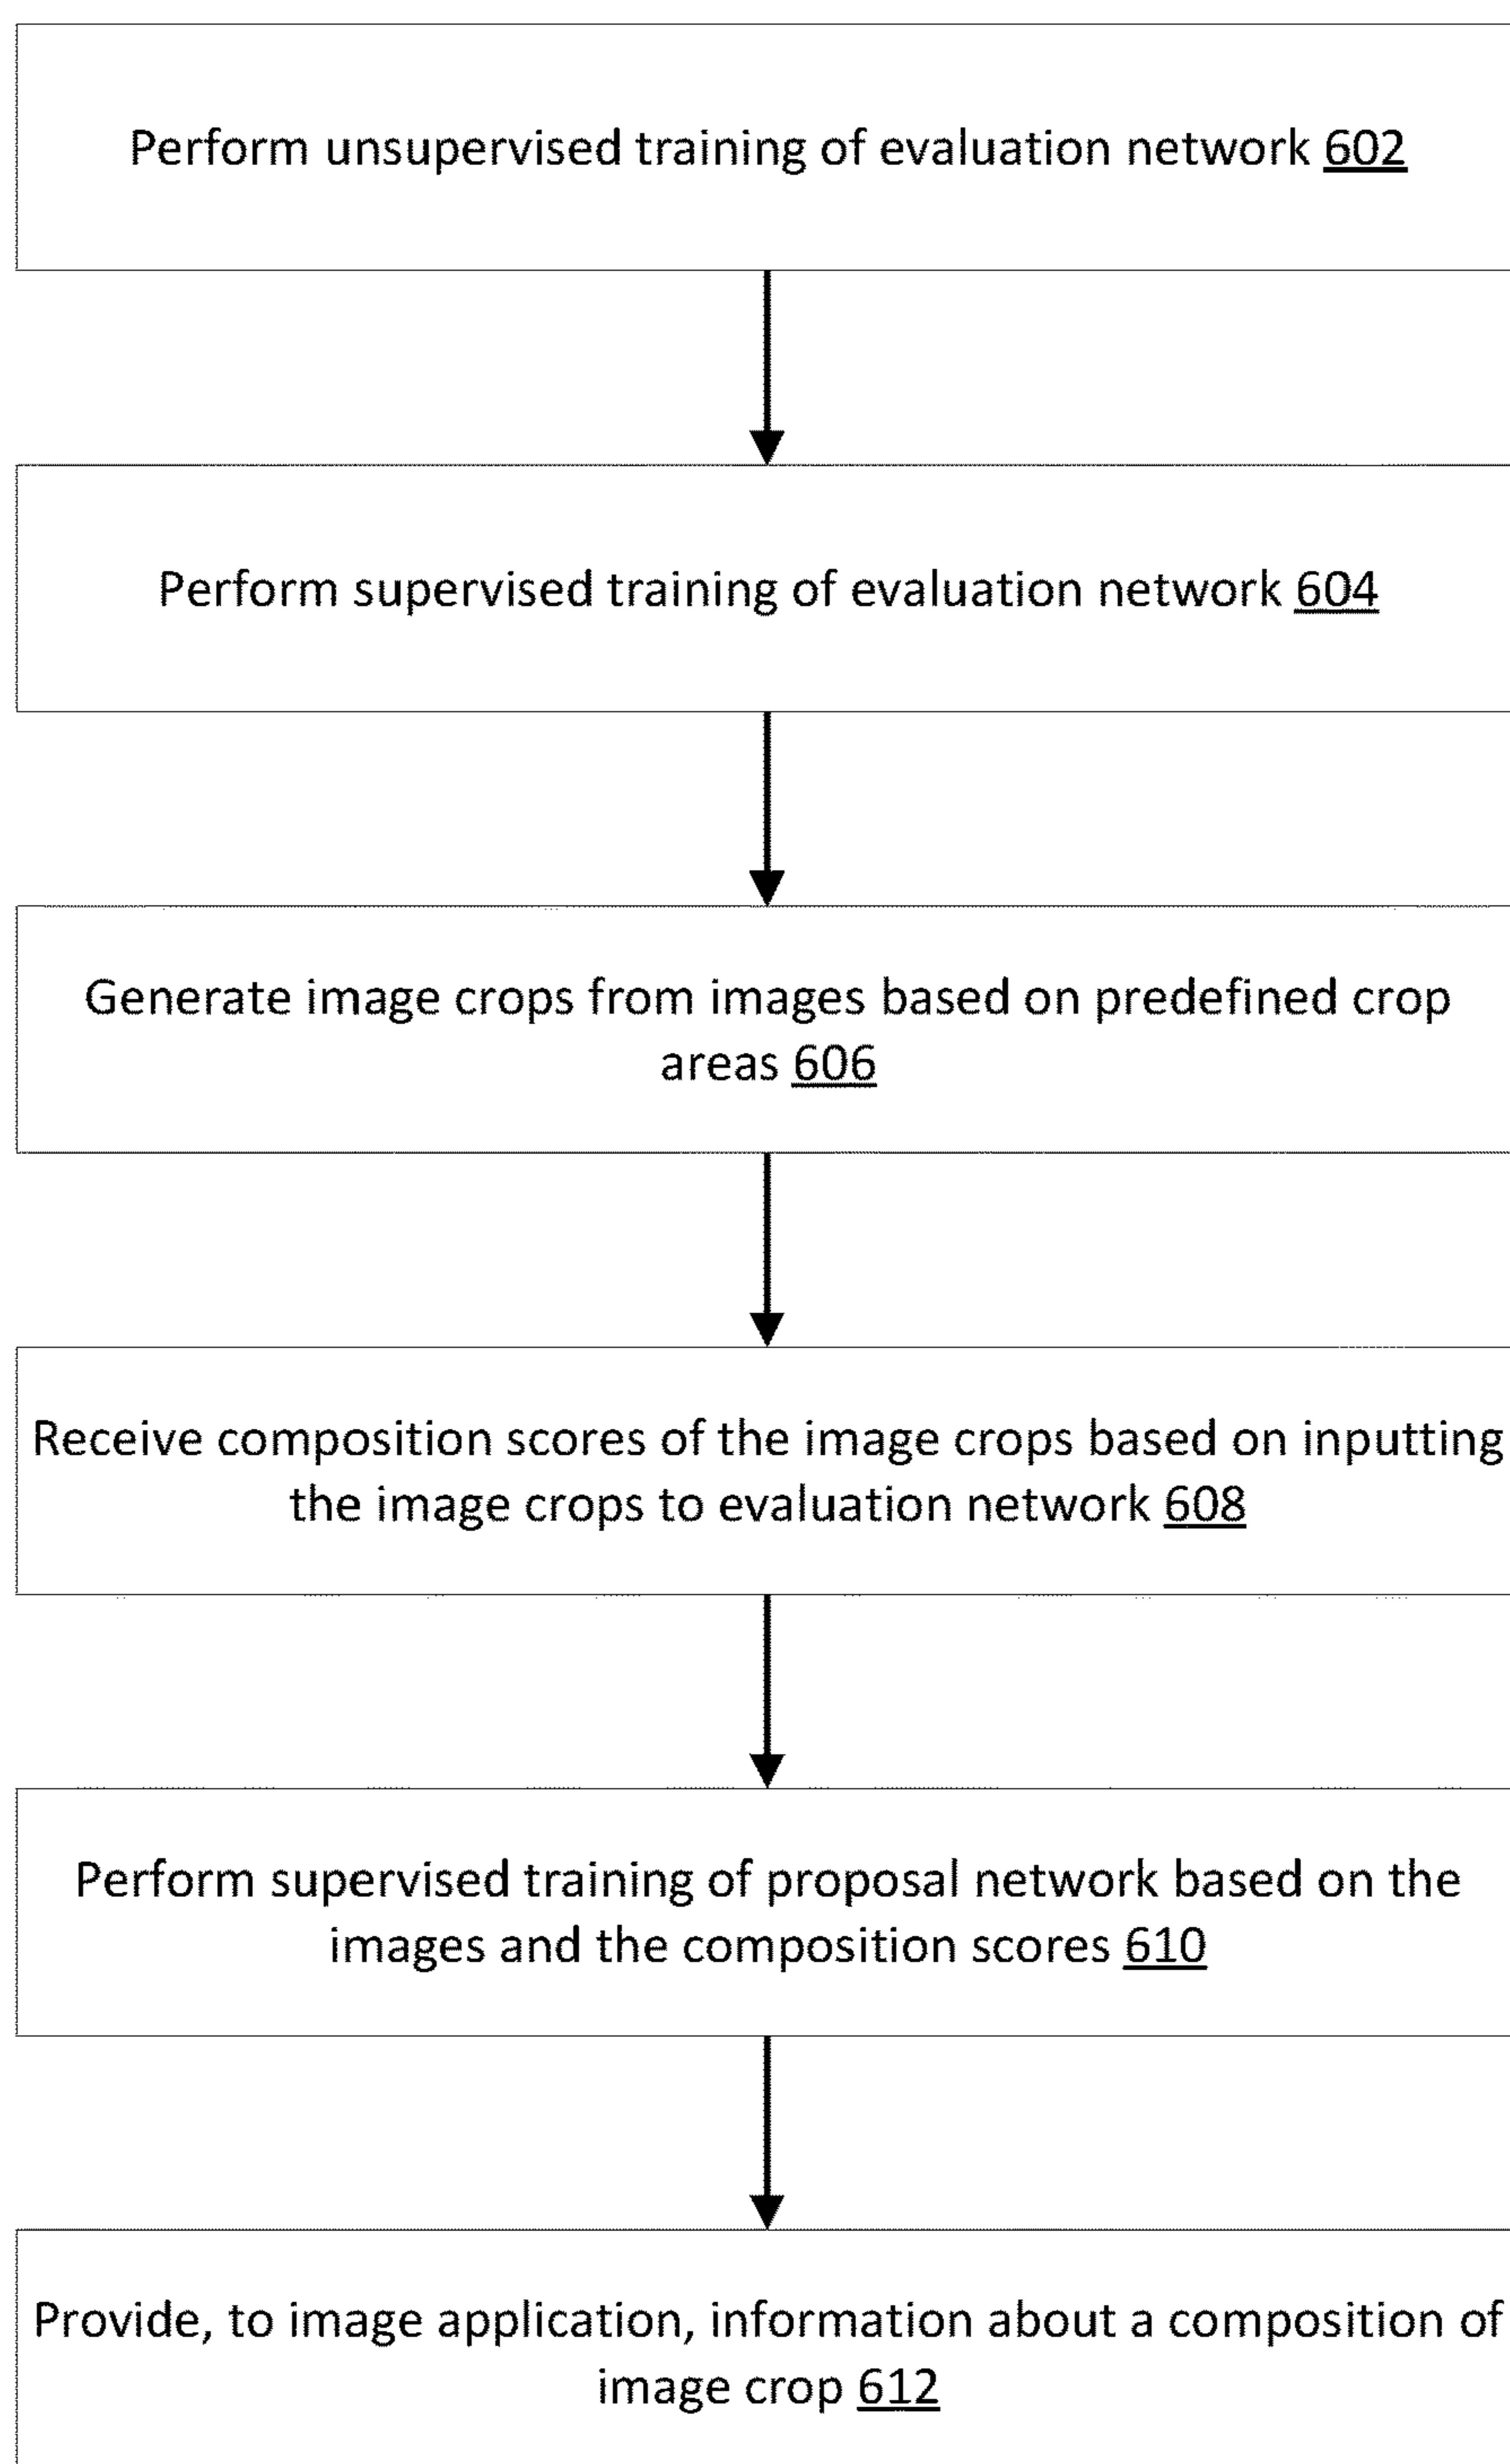 Perform unsupervised training of evaluation network 602
Perform supervised training of evaluation network 604
Generate image crops from images based on predefined crop
areas 606
Receive composition scores of the image crops based on inputting
the image crops to evaluation network 608
Perform supervised training of proposal network based on the
images and the composition scores 610
Provide, to image application, information about a composition of
image crop 612